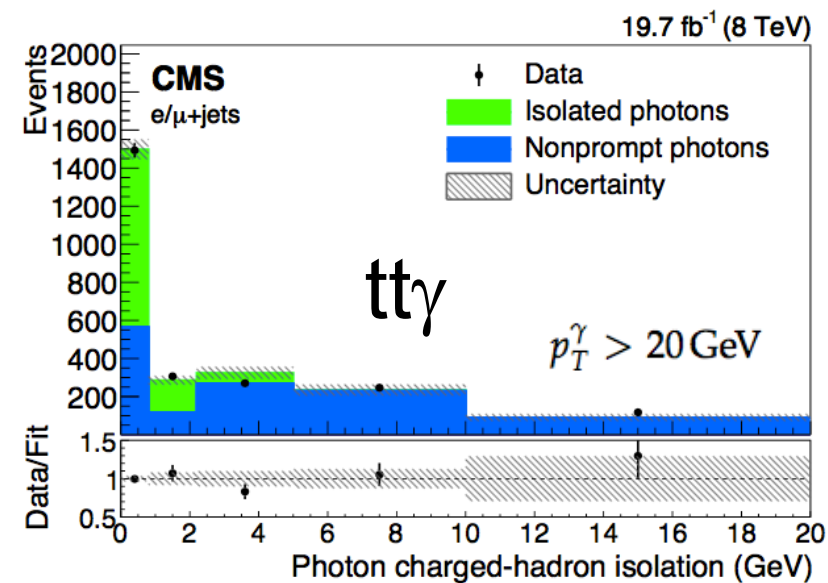 19.7 fb⁻¹ (8 TeV)
Events
2000
1800
1600
1400
1200
1000
800
600
400
200
CMS
e/μ+jets
Data
Isolated photons
Nonprompt photons
Uncertainty
ttγ
p_T^γ > 20 GeV
Data/Fit
1.5
1
0.5
0 2 4 6 8 10 12 14 16 18 20
Photon charged-hadron isolation (GeV)